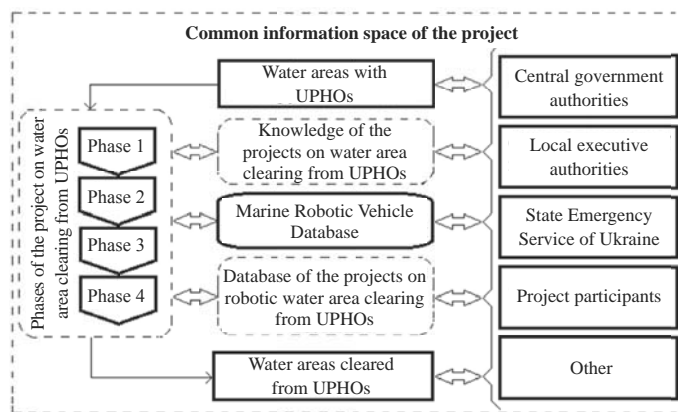 Common information space of the project
Phases of the project on water
area clearing from UPHOs
Phase 1
Phase 2
Phase 3
Phase 4
Water areas with
UPHOs
Knowledge of the
projects on water area
clearing from UPHOs
Marine Robotic Vehicle
Database
Database of the projects on
robotic water area clearing
from UPHOs
Water areas cleared
from UPHOs
Central government
authorities
Local executive
authorities
State Emergency
Service of Ukraine
Project participants
Other